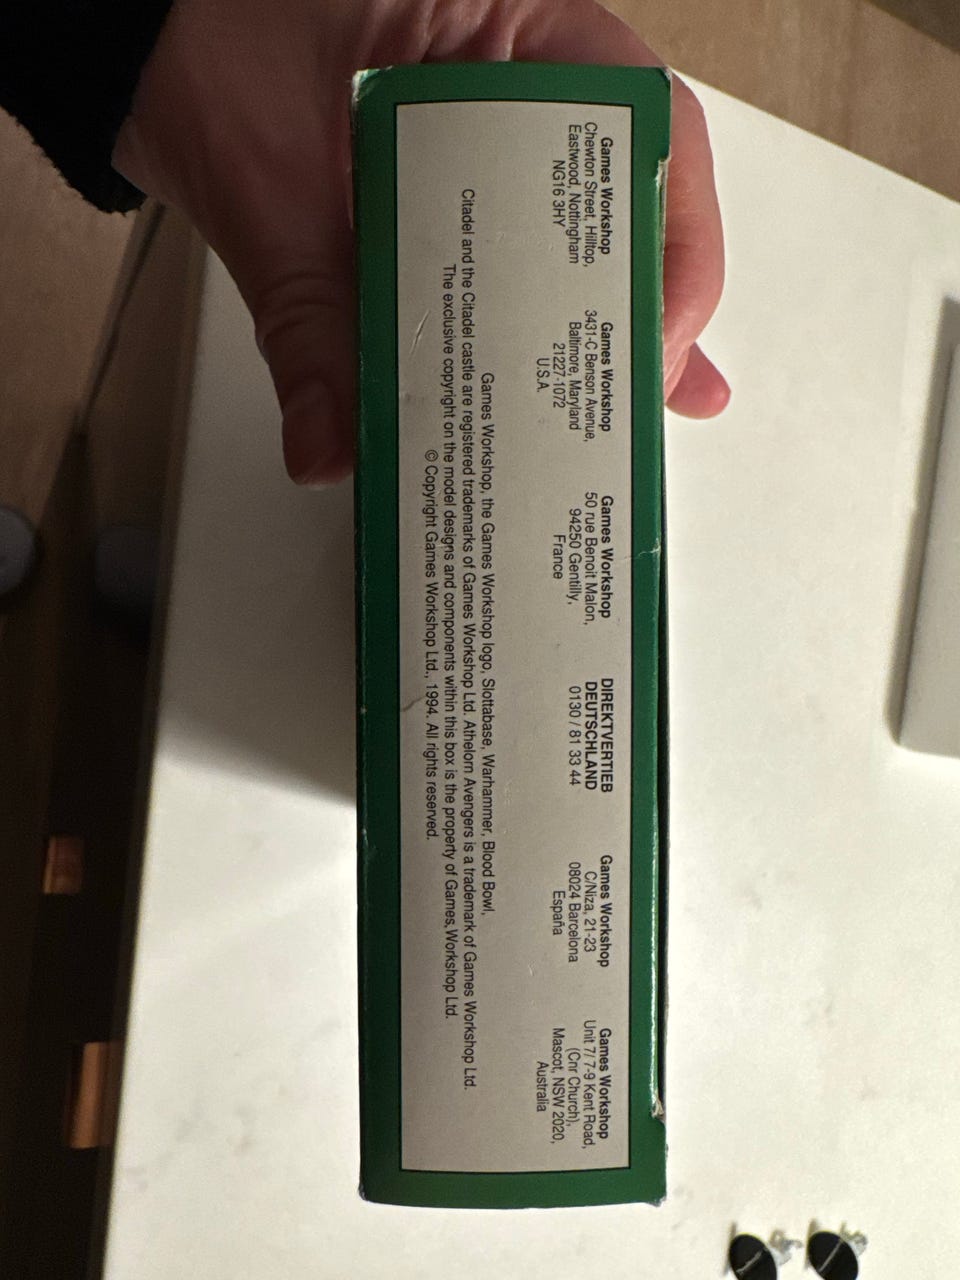 Games Workshop
Chewton Street, Hilltop,
Eastwood, Nottingham
NG16 3HY
Games Workshop
3431-C Benson Avenue,
Baltimore, Maryland
21227-1072
U.S.A.
Games Workshop
50 rue Benoit Malon,
94250 Gentilly,
France
DIREKTVERTIEB
DEUTSCHLAND
0130 / 81 33 44
Games Workshop
C/Niza, 21-23
08024 Barcelona
España
Games Workshop
Unit 7/ 7-9 Kent Road,
(Cnr Church),
Mascot, NSW 2020,
Australia
Games Workshop, the Games Workshop logo, Slottabase, Warhammer, Blood Bowl,
Citadel and the Citadel castle are registered trademarks of Games Workshop Ltd. Athelorn Avengers is a trademark of Games Workshop Ltd.
The exclusive copyright on the model designs and components within this box is the property of Games Workshop Ltd.
© Copyright Games Workshop Ltd., 1994. All rights reserved.